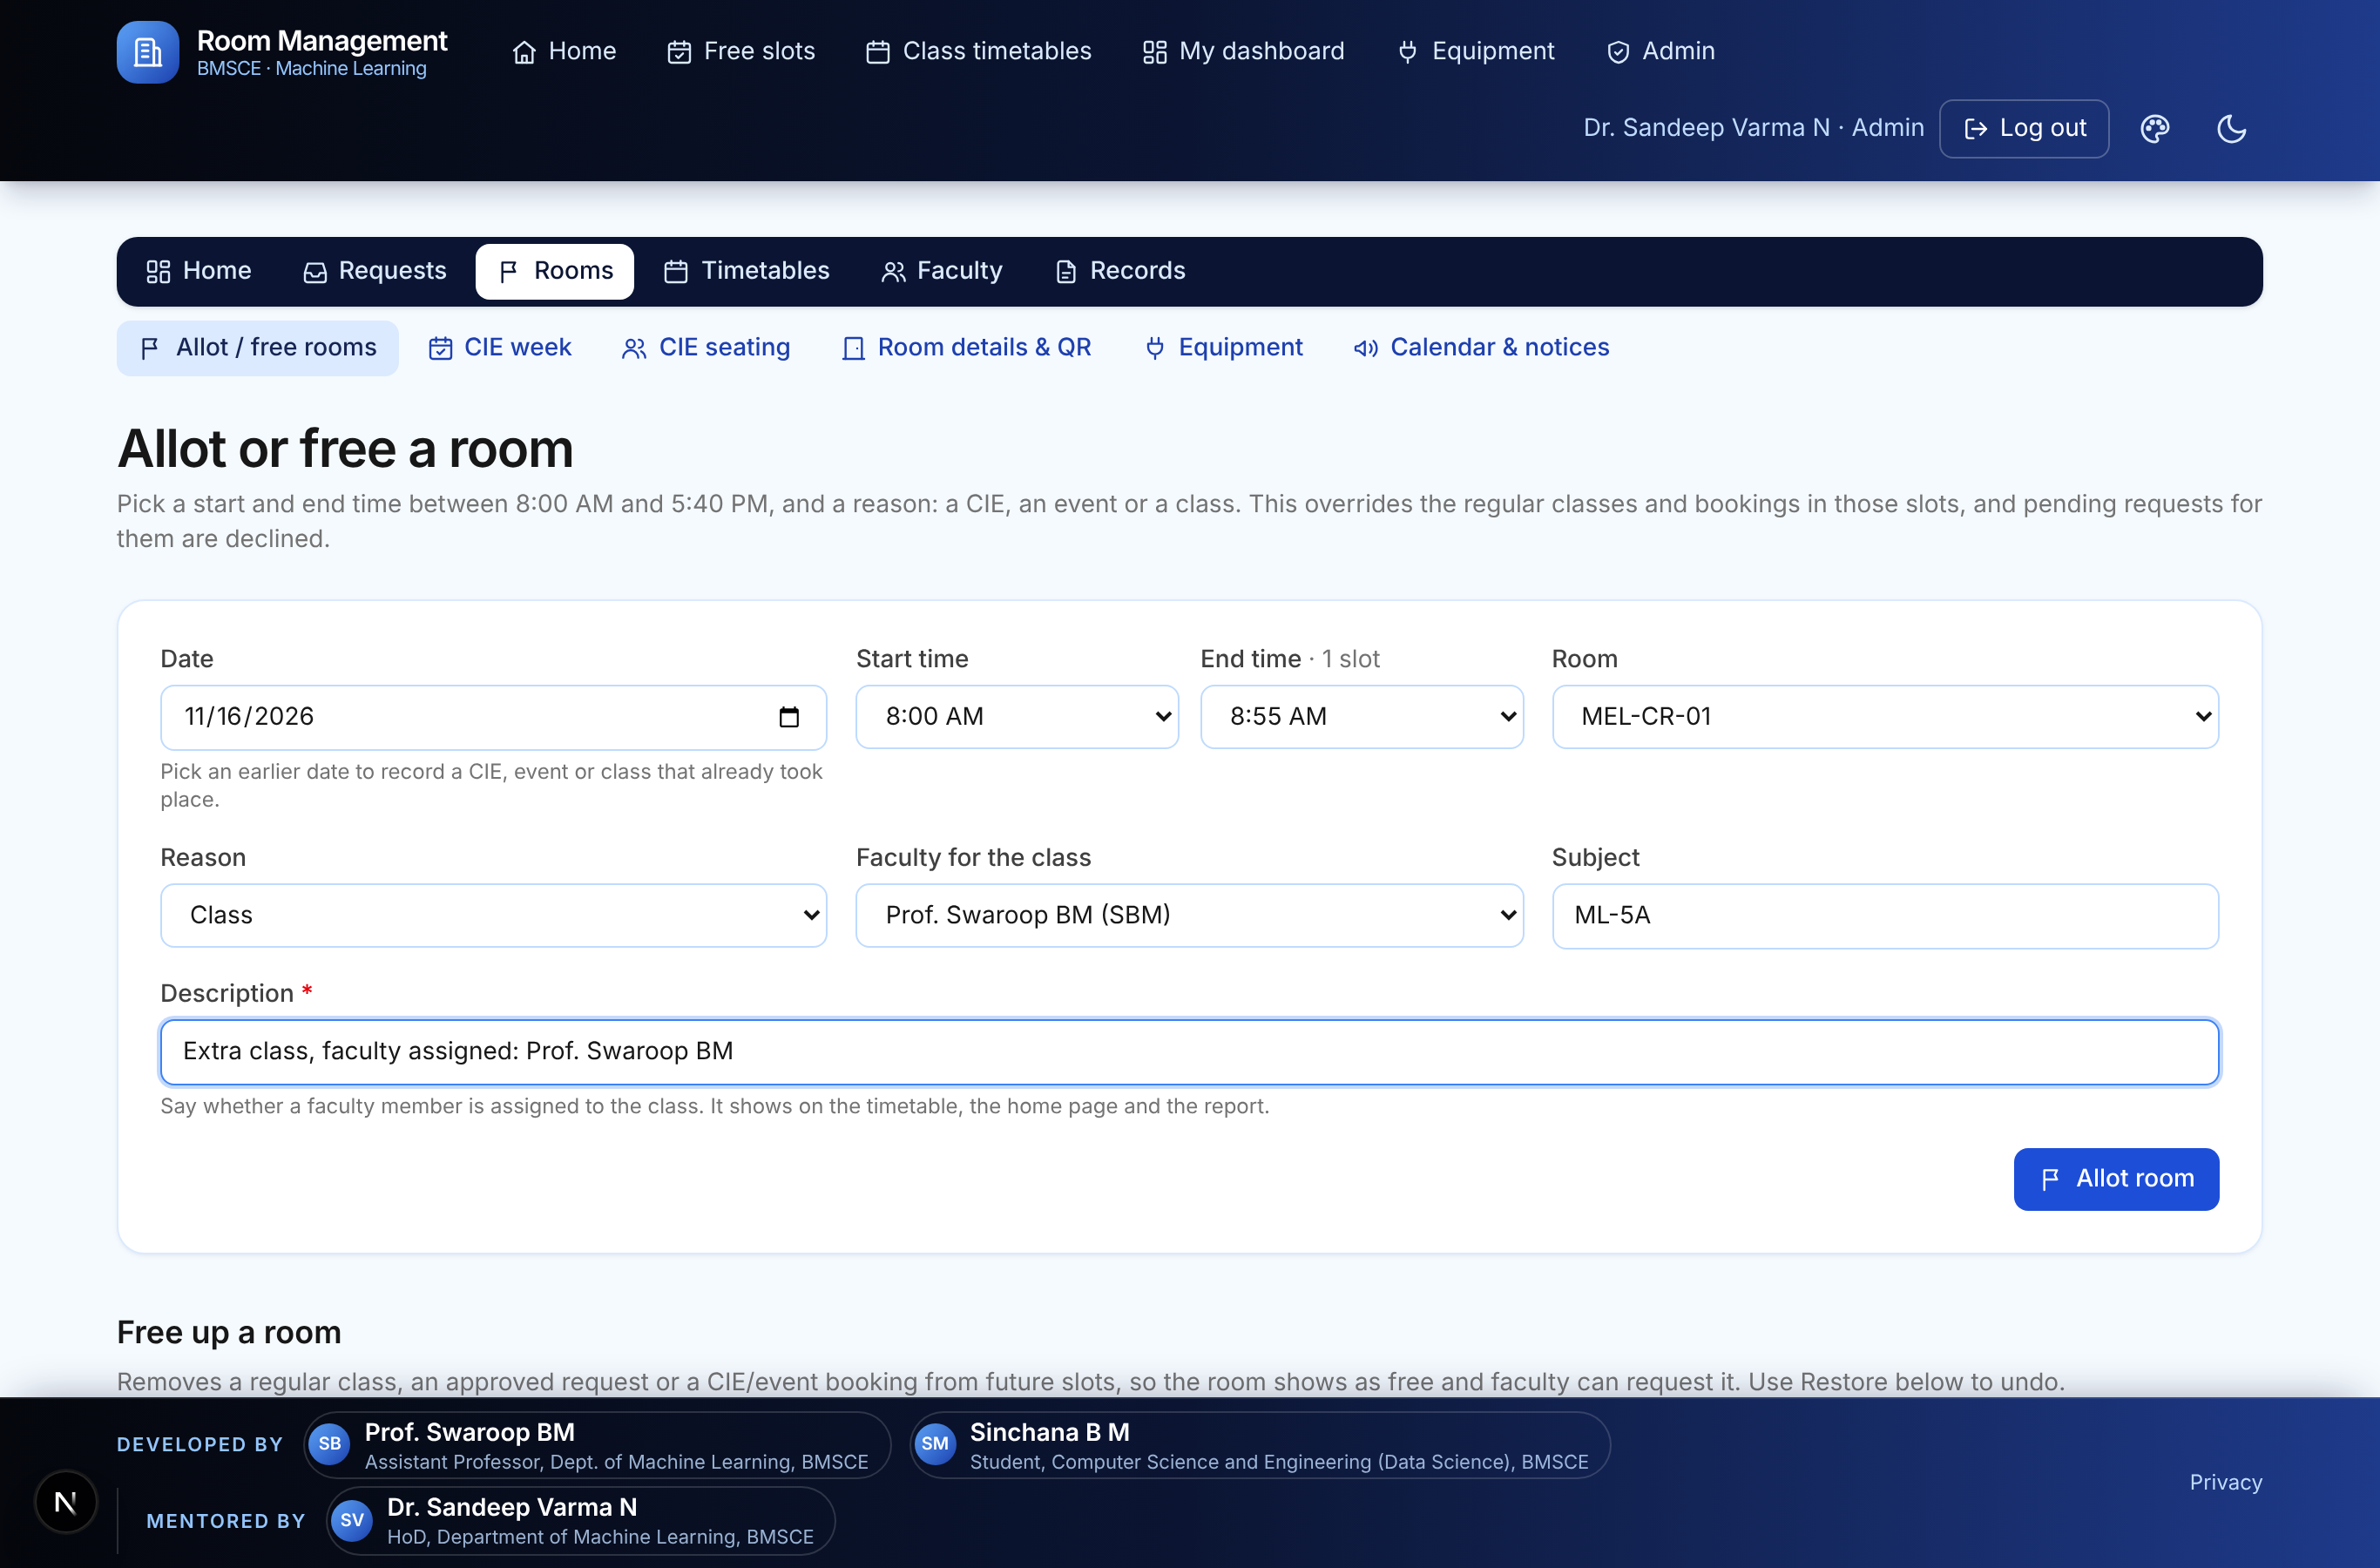 Room Management
BMSCE · Machine Learning
Home
Free slots
Class timetables
My dashboard
Equipment
Admin
Dr. Sandeep Varma N · Admin
Log out
Home
Requests
Rooms
Timetables
Faculty
Records
Allot / free rooms
CIE week
CIE seating
Room details & QR
Equipment
Calendar & notices
Allot or free a room
Pick a start and end time between 8:00 AM and 5:40 PM, and a reason: a CIE, an event or a class. This overrides the regular classes and bookings in those slots, and pending requests for
them are declined.
Date
Start time
End time · 1 slot
Room
11/16/2026
8:00 AM
8:55 AM
MEL-CR-01
Pick an earlier date to record a CIE, event or class that already took
place.
Reason
Faculty for the class
Subject
Class
Prof. Swaroop BM (SBM)
ML-5A
Description *
Extra class, faculty assigned: Prof. Swaroop BM
Say whether a faculty member is assigned to the class. It shows on the timetable, the home page and the report.
Allot room
Free up a room
Removes a regular class, an approved request or a CIE/event booking from future slots, so the room shows as free and faculty can request it. Use Restore below to undo.
DEVELOPED BY
SB
Prof. Swaroop BM
Assistant Professor, Dept. of Machine Learning, BMSCE
SM
Sinchana B M
Student, Computer Science and Engineering (Data Science), BMSCE
Privacy
N
MENTORED BY
SV
Dr. Sandeep Varma N
HoD, Department of Machine Learning, BMSCE